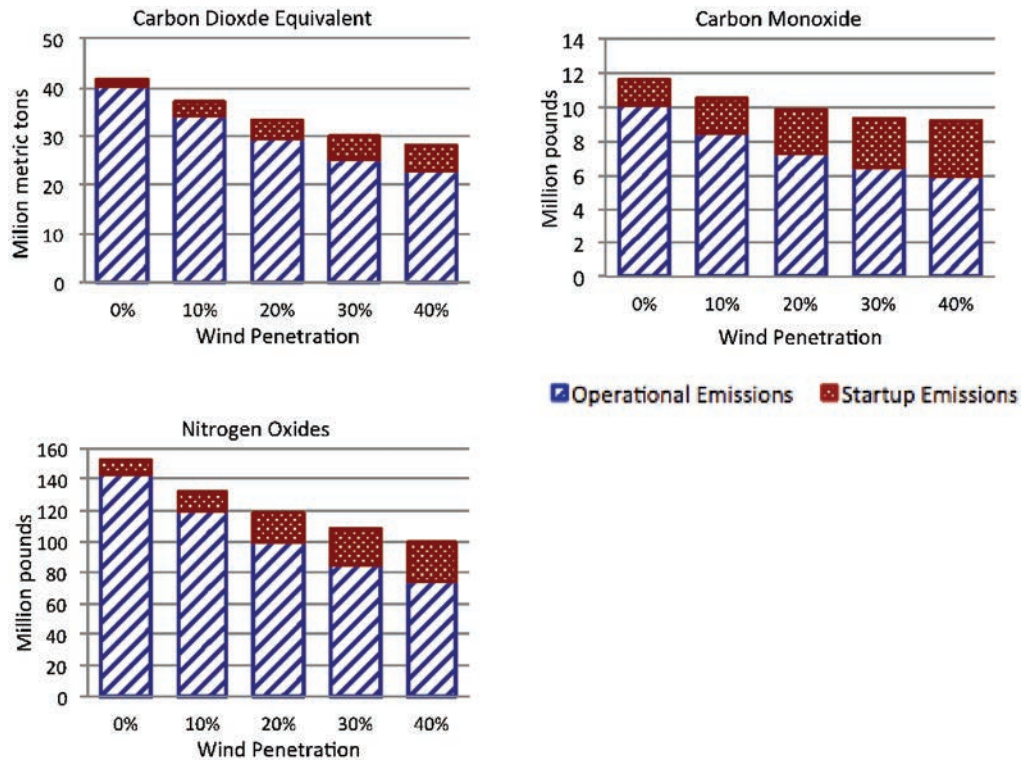 Carbon Dioxde Equivalent
Milion metric tons
50
40
30
20
10
0
0% 10% 20% 30% 40%
Wind Penetration
Carbon Monoxide
Million pounds
14
12
10
8
6
4
2
0
0% 10% 20% 30% 40%
Wind Penetration
Operational Emissions Startup Emissions
Nitrogen Oxides
Million pounds
160
140
120
100
80
60
40
20
0
0% 10% 20% 30% 40%
Wind Penetration